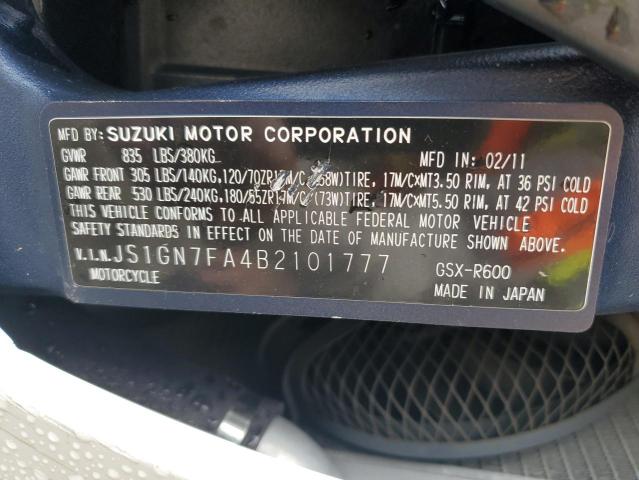 MFD BY: SUZUKI MOTOR CORPORATION
GVWR 835 LBS/380KG MFD IN: 02/11
GAWR FRONT 305 LBS/140KG,120/70ZR17M/C (58W)TIRE, 17M/C×MT3.50 RIM, AT 36 PSI COLD
GAWR REAR 530 LBS/240KG,180/55ZR17M/C (73W)TIRE, 17M/C×MT5.50 RIM, AT 42 PSI COLD
THIS VEHICLE CONFORMS TO ALL APPLICABLE FEDERAL MOTOR VEHICLE
SAFETY STANDARDS IN EFFECT ON THE DATE OF MANUFACTURE SHOWN ABOVE.
V.I.N. JS1GN7FA4B2101777 GSX-R600
MOTORCYCLE MADE IN JAPAN